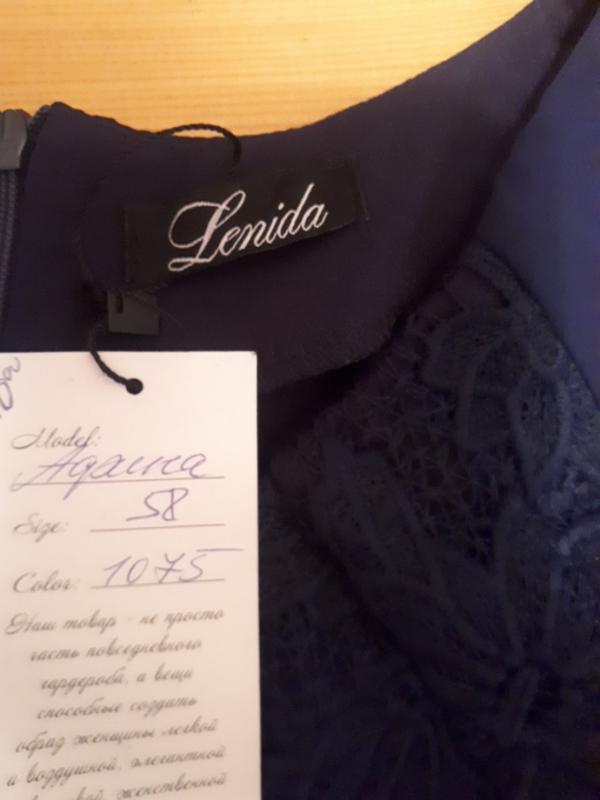 Lenida
Model:
Size: 58
Color: 1075
Наш товар - не просто
часть повседневного
гардероба, а вещи
способные создать
образ женщины легкой
и воздушной, элегантной
женственной